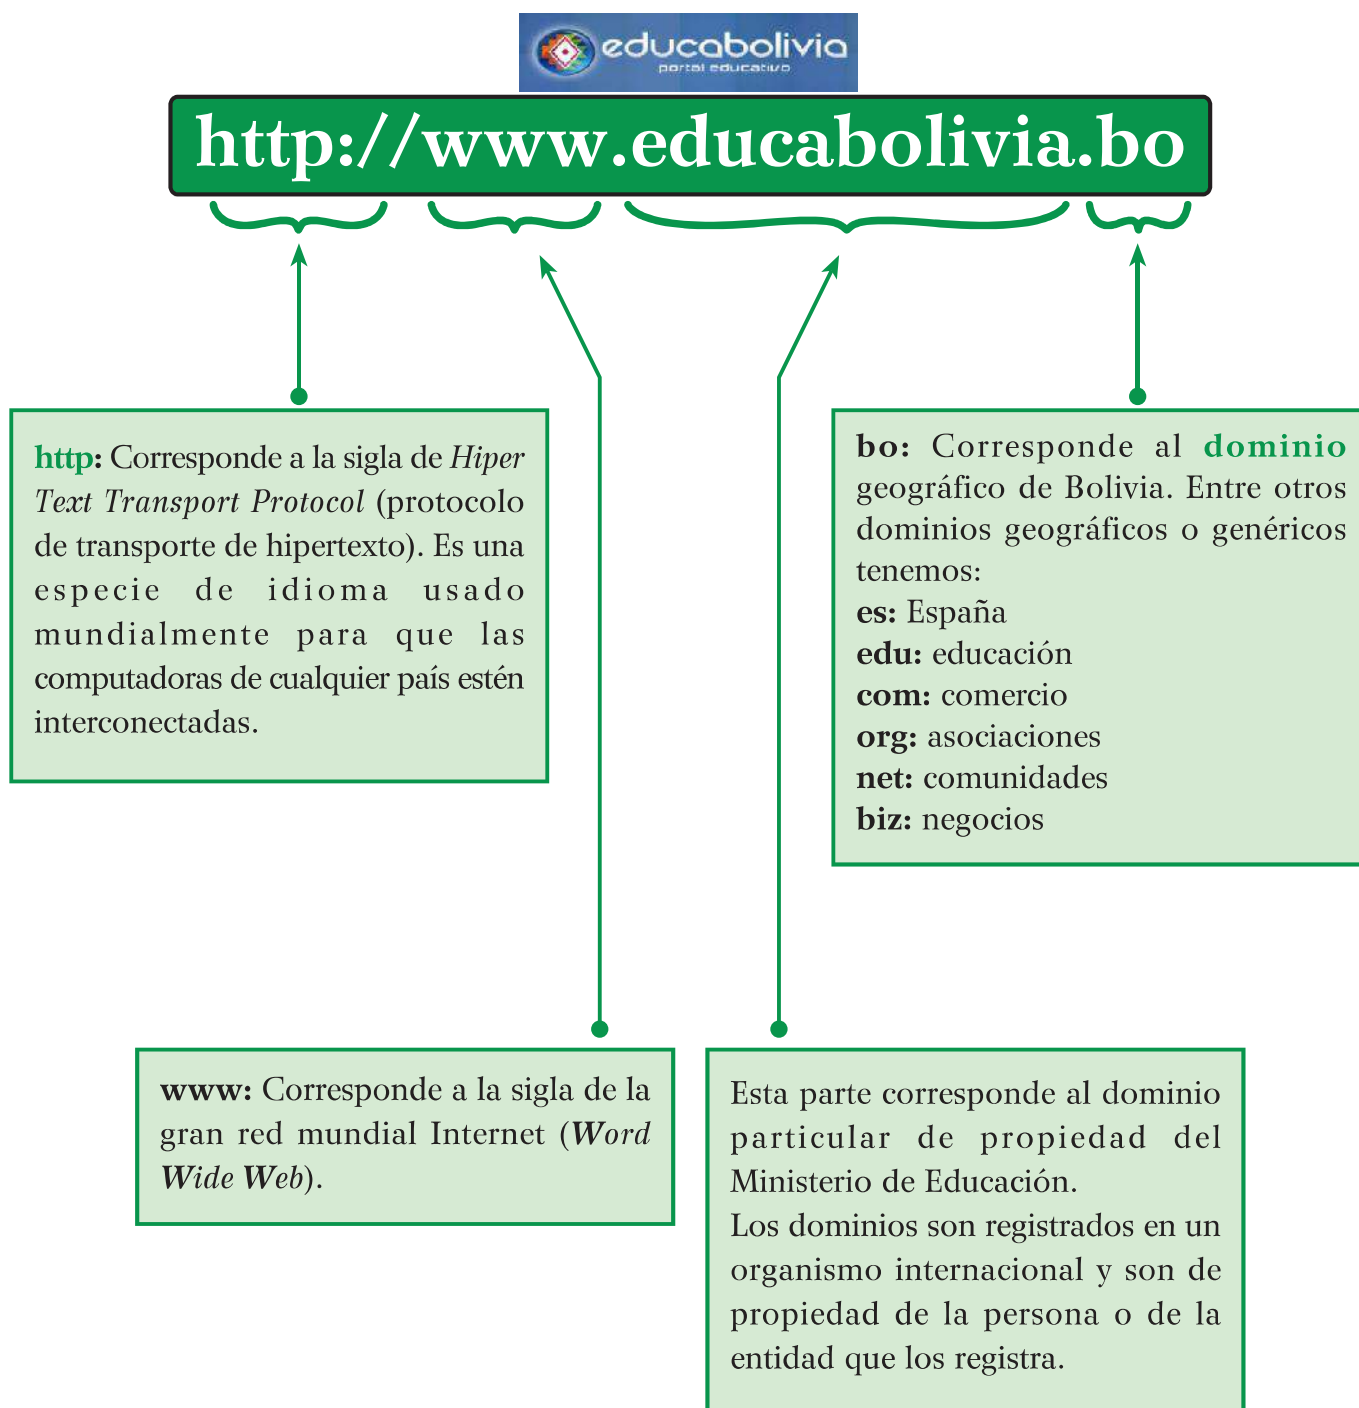 educabolivia
portal educativo
http://www.educabolivia.bo
http: Corresponde a la sigla de Hiper
Text Transport Protocol (protocolo
de transporte de hipertexto). Es una
especie de idioma usado
mundialmente para que las
computadoras de cualquier país estén
interconectadas.
bo: Corresponde al dominio
geográfico de Bolivia. Entre otros
dominios geográficos o genéricos
tenemos:
es: España
edu: educación
com: comercio
org: asociaciones
net: comunidades
biz: negocios
www: Corresponde a la sigla de la
gran red mundial Internet (Word
Wide Web).
Esta parte corresponde al dominio
particular de propiedad del
Ministerio de Educación.
Los dominios son registrados en un
organismo internacional y son de
propiedad de la persona o de la
entidad que los registra.